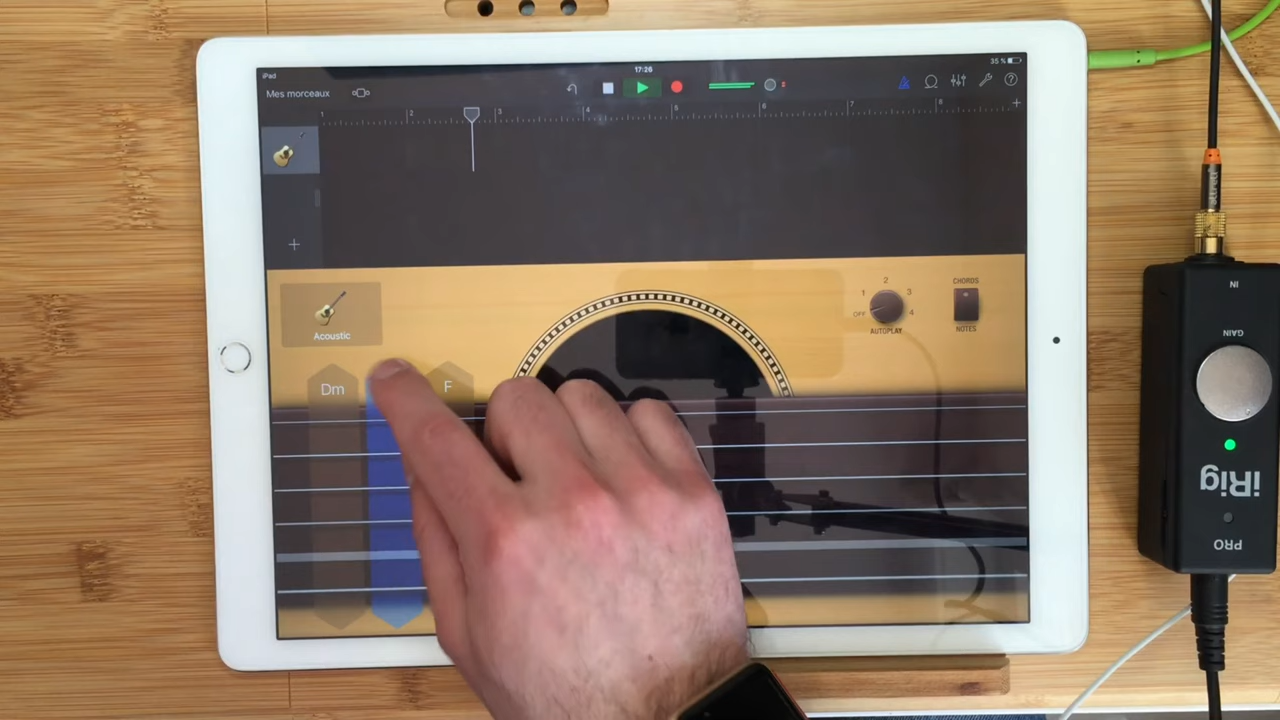 iPad
17:26
35 %
Mes morceaux
1 2 3 4 5 6 7 8
Acoustic
1 2 3 4
OFF
AUTOPLAY
CHORDS
NOTES
Dm
F
IN
GAIN
iRig
PRO